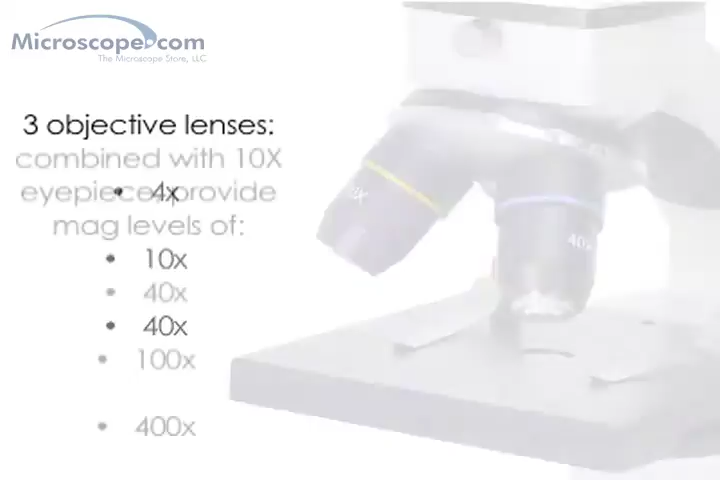 Microscope.com
The Microscope Store, LLC
3 objective lenses:
combined with 10X
eyepiece, provide
• 4x
mag levels of:
• 10x
• 40x
• 40x
• 100x
• 400x
40x